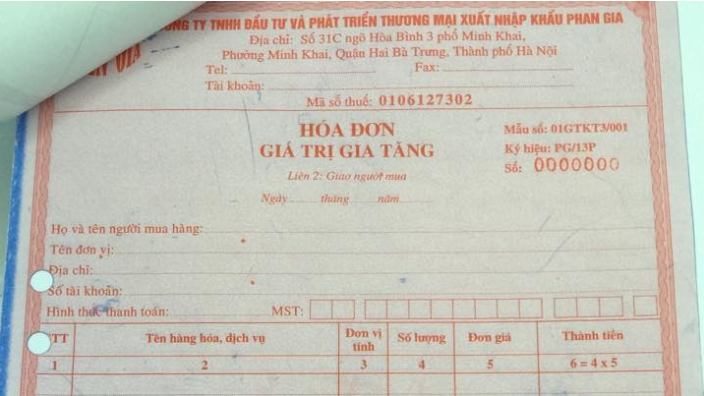 NG TY TNHH ĐẦU TƯ VÀ PHÁT TRIỂN THƯƠNG MẠI XUẤT NHẬP KHẨU PHAN GIA
Địa chỉ: Số 31C ngõ Hòa Bình 3 phố Minh Khai,
Phường Minh Khai, Quận Hai Bà Trưng, Thành phố Hà Nội
Tel: Fax:
Tài khoản:
Mã số thuế: 0106127302
HÓA ĐƠN
GIÁ TRỊ GIA TĂNG
Liên 2: Giao người mua
Ngày tháng năm
Mẫu số: 01GTKT3/001
Ký hiệu: PG/13P
Số: 0000000
Họ và tên người mua hàng:
Tên đơn vị:
Địa chỉ:
Số tài khoản:
Hình thức thanh toán: MST:
TT Tên hàng hóa, dịch vụ Đơn vị tính Số lượng Đơn giá Thành tiền
1 2 3 4 5 6 = 4 x 5